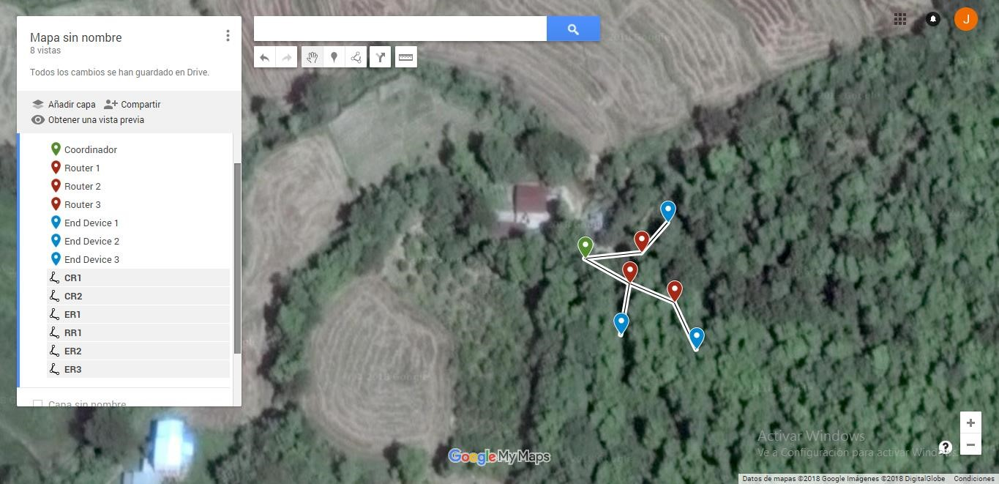 Mapa sin nombre
8 vistas
Todos los cambios se han guardado en Drive.
Añadir capa
Compartir
Obtener una vista previa
Coordinador
Router 1
Router 2
Router 3
End Device 1
End Device 2
End Device 3
CR1
CR2
ER1
RR1
ER2
ER3
Capa sin nombre
J
Google My Maps
Activar Windows
Ve a Configuración para activar Windows.
Datos de mapas ©2018 Google Imágenes ©2018 DigitalGlobe
Condiciones